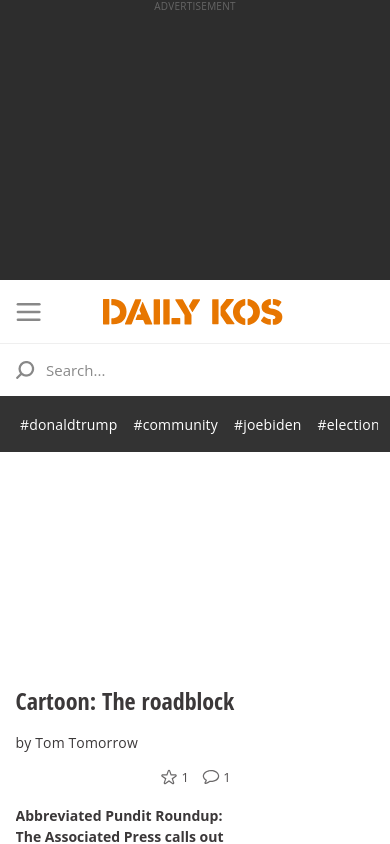 ADVERTISEMENT
DAILY KOS
Search...
#donaldtrump #community #joebiden #election
Cartoon: The roadblock
by Tom Tomorrow
1 1
Abbreviated Pundit Roundup:
The Associated Press calls out